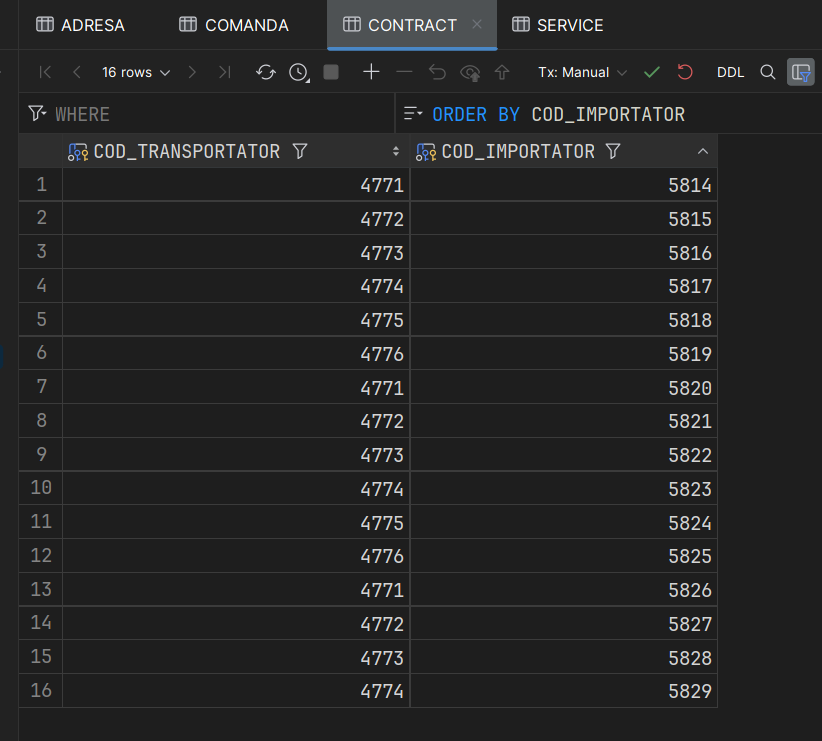 ADRESA COMANDA CONTRACT SERVICE
16 rows Tx: Manual DDL
WHERE ORDER BY COD_IMPORTATOR
COD_TRANSPORTATOR COD_IMPORTATOR
1 4771 5814
2 4772 5815
3 4773 5816
4 4774 5817
5 4775 5818
6 4776 5819
7 4771 5820
8 4772 5821
9 4773 5822
10 4774 5823
11 4775 5824
12 4776 5825
13 4771 5826
14 4772 5827
15 4773 5828
16 4774 5829